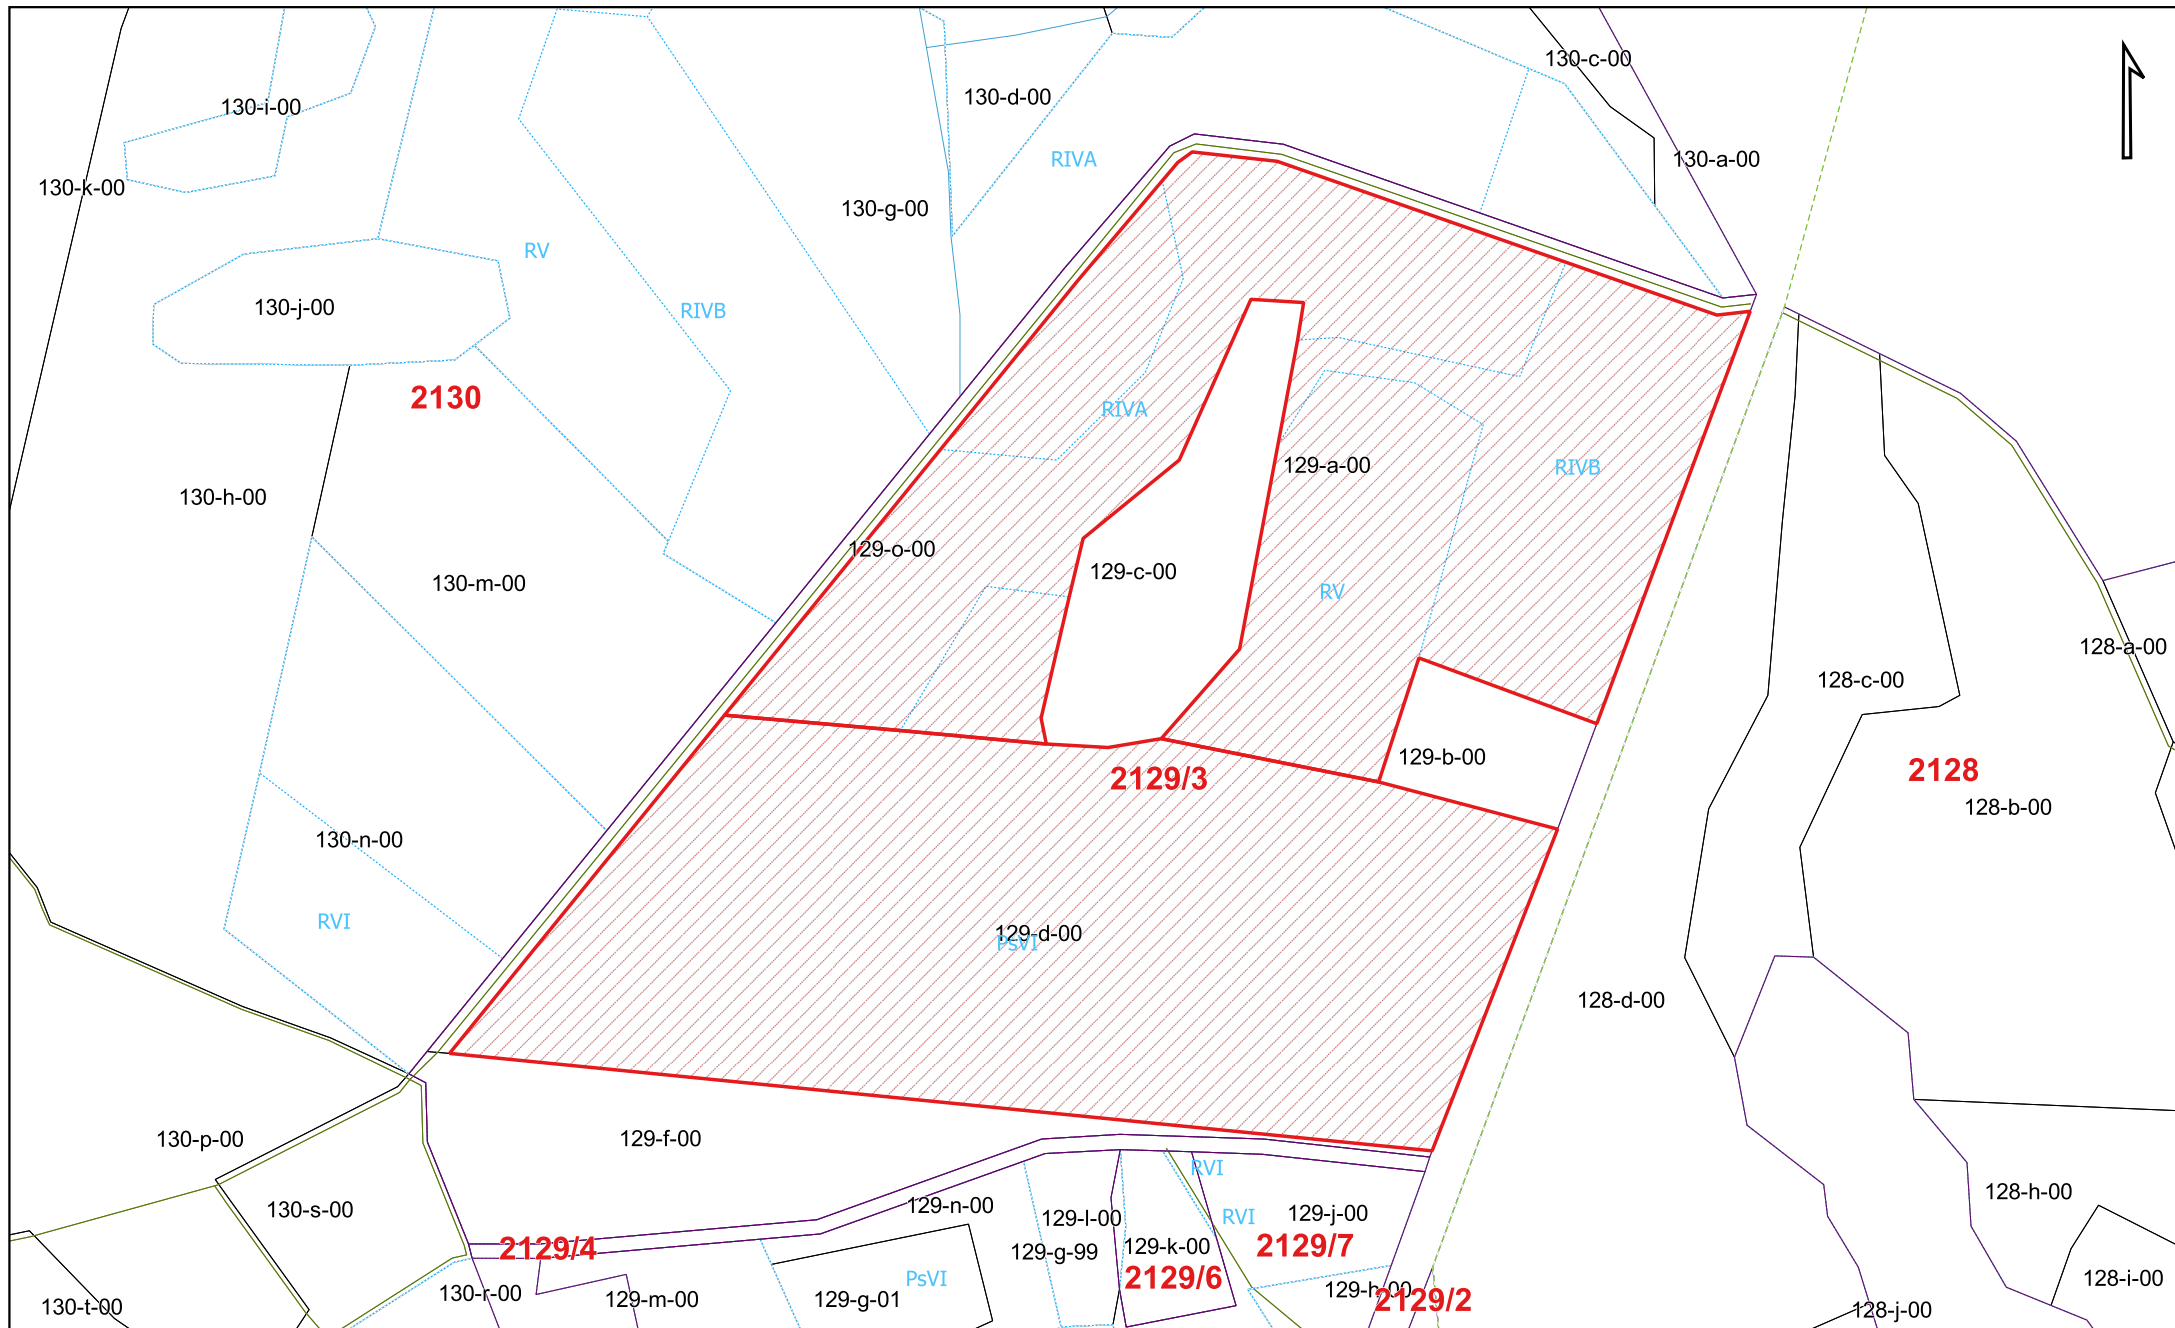 130-c-00
130-d-00
130-i-00
RIVA
130-a-00
130-k-00
130-g-00
RV
130-j-00
RIVB
2130
RIVA
129-a-00
RIVB
130-h-00
129-o-00
129-c-00
130-m-00
RV
128-a-00
128-c-00
129-b-00
2129/3
2128
128-b-00
130-n-00
RVI
129-d-00
PsVI
128-d-00
130-p-00
129-f-00
RVI
128-h-00
130-s-00
129-n-00
129-l-00
RVI
129-j-00
2129/4
129-g-99
129-k-00
2129/7
2129/6
PsVI
128-i-00
130-r-00
129-h-00
129-m-00
129-g-01
2129/2
130-t-00
128-j-00